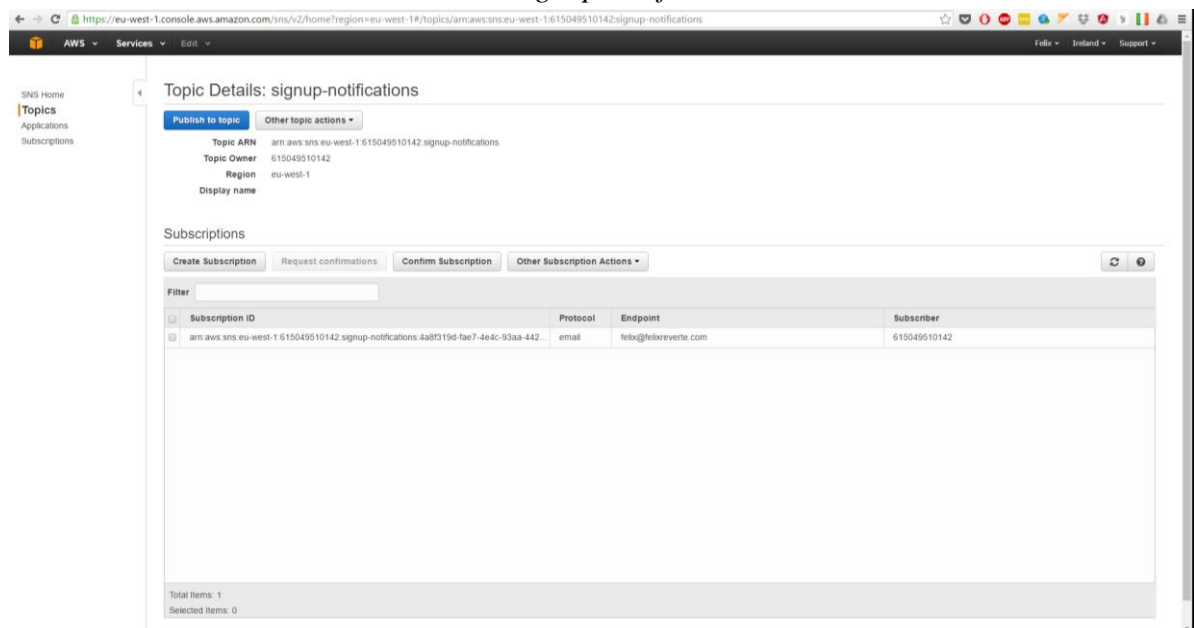 https://eu-west-1.console.aws.amazon.com/sns/v2/home?region=eu-west-1#/topics/arn:aws:sns:eu-west-1:615049510142:signup-notifications
AWS Services Edit Felix Ireland Support
SNS Home
Topics
Applications
Subscriptions
Topic Details: signup-notifications
Publish to topic Other topic actions
Topic ARN arn:aws:sns:eu-west-1:615049510142:signup-notifications
Topic Owner 615049510142
Region eu-west-1
Display name
Subscriptions
Create Subscription Request confirmations Confirm Subscription Other Subscription Actions
Filter
Subscription ID Protocol Endpoint Subscriber
arn:aws:sns:eu-west-1:615049510142:signup-notifications:4a8f319d-fae7-4e4c-93aa-442... email felix@felixreverte.com 615049510142
Total Items: 1
Selected Items: 0